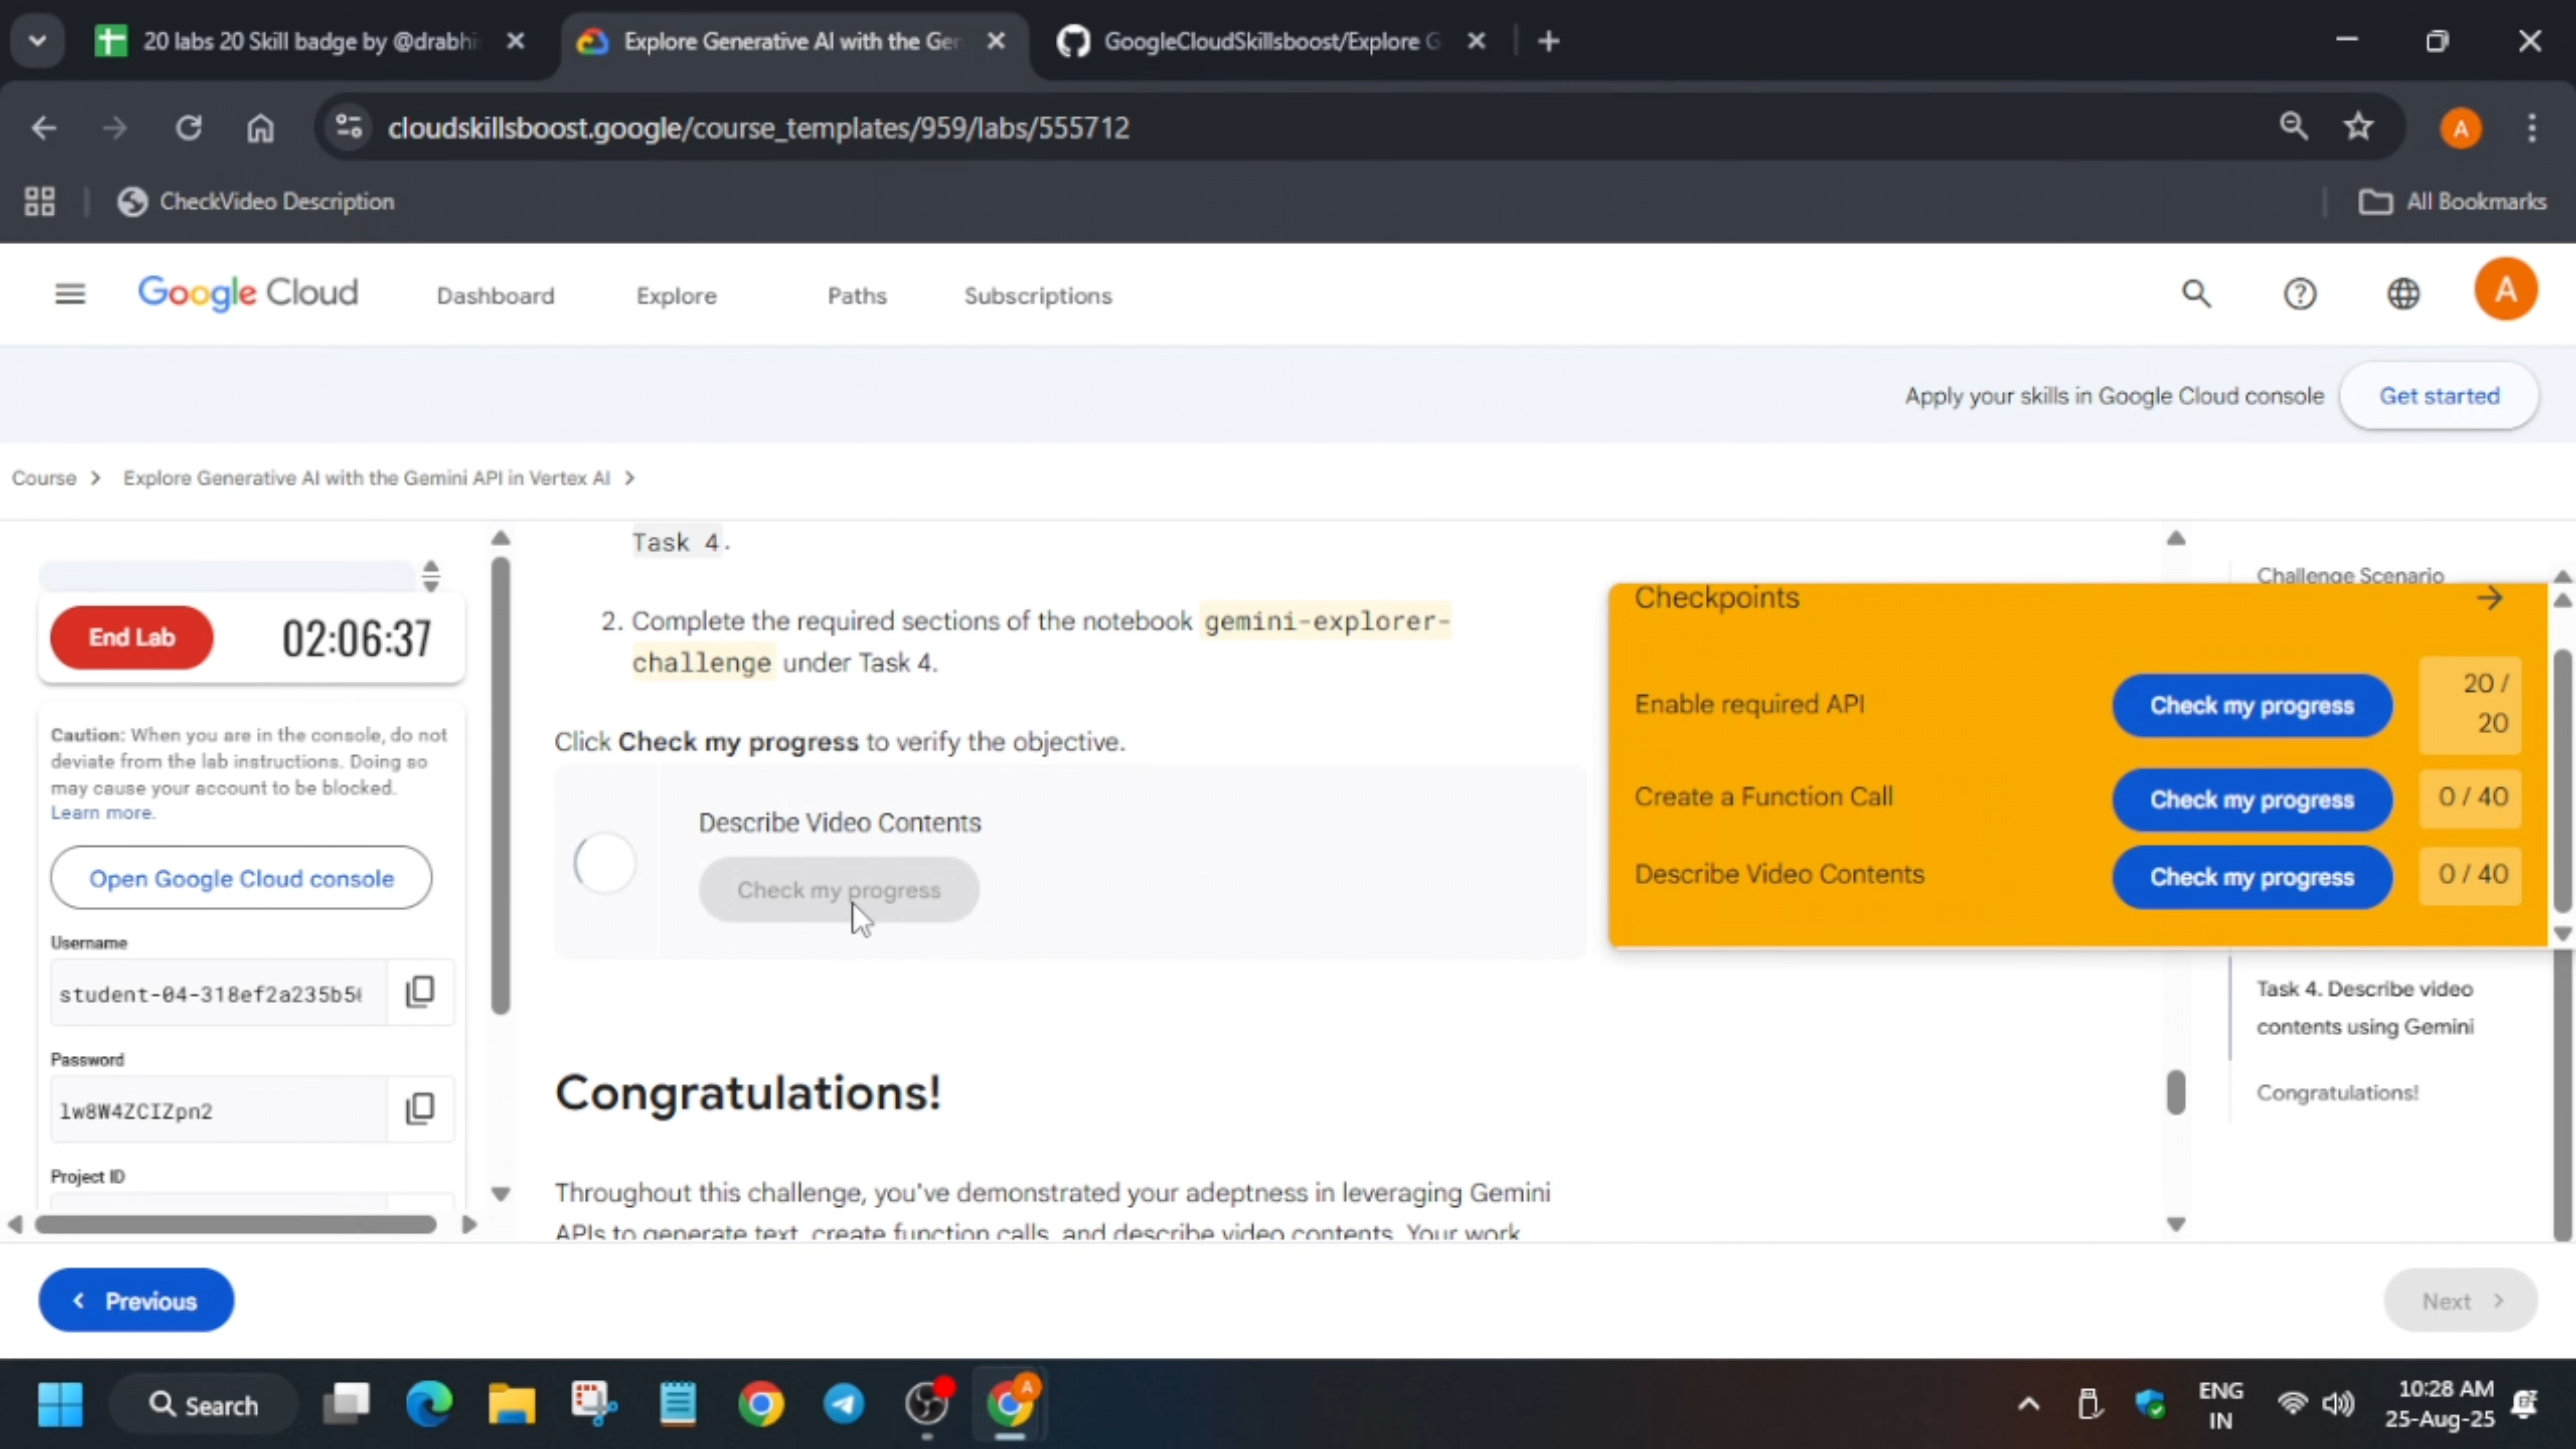 20 labs 20 Skill badge by @drabhi
Explore Generative AI with the Ger
GoogleCloudSkillsboost/Explore G
cloudskillsboost.google/course_templates/959/labs/555712
A
CheckVideo Description
All Bookmarks
Google Cloud
Dashboard
Explore
Paths
Subscriptions
A
Apply your skills in Google Cloud console
Get started
Course
Explore Generative AI with the Gemini API in Vertex AI
End Lab
02:06:37
Caution: When you are in the console, do not
deviate from the lab instructions. Doing so
may cause your account to be blocked.
Learn more.
Open Google Cloud console
Username
student-04-318ef2a235b5
Password
lw8W4ZCIZpn2
Project ID
Task 4.
2. Complete the required sections of the notebook gemini-explorer-
challenge under Task 4.
Click Check my progress to verify the objective.
Describe Video Contents
Check my progress
Congratulations!
Throughout this challenge, you've demonstrated your adeptness in leveraging Gemini
APIs to generate text, create function calls, and describe video contents. Your work
Challenge Scenario
Checkpoints
Enable required API
Check my progress
20 /
20
Create a Function Call
Check my progress
0 / 40
Describe Video Contents
Check my progress
0 / 40
Task 4. Describe video
contents using Gemini
Congratulations!
Previous
Next
Search
A
ENG
IN
10:28 AM
25-Aug-25